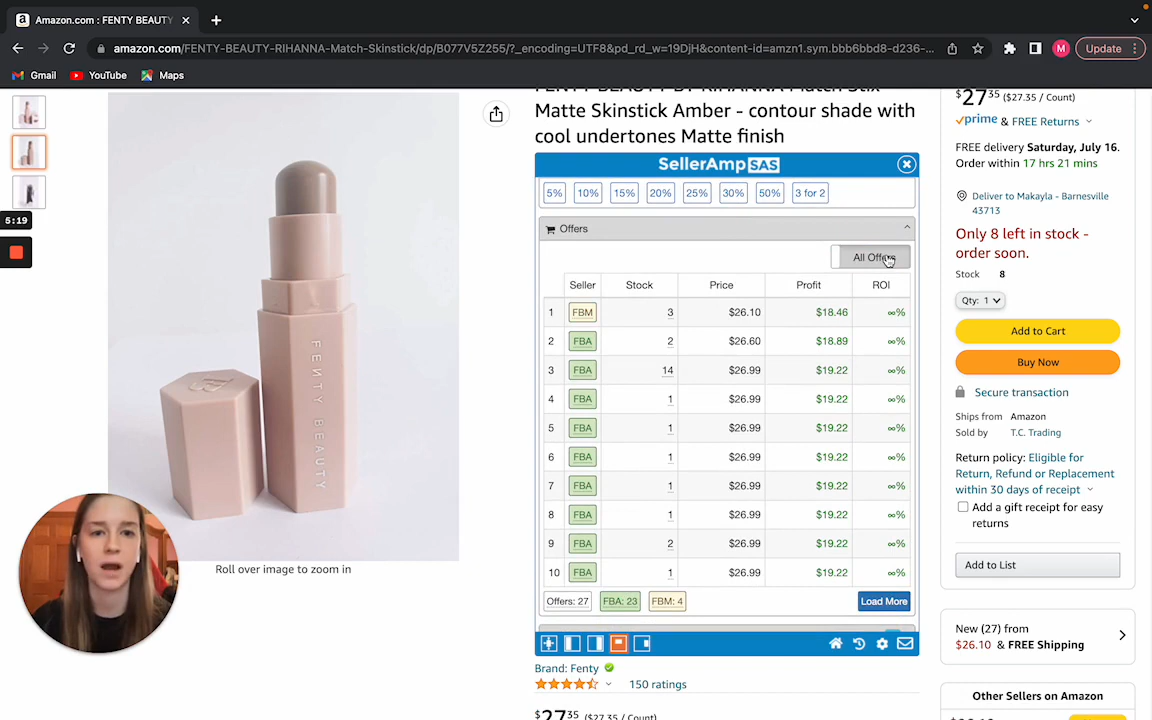 Amazon.com : FENTY BEAUTY
amazon.com/FENTY-BEAUTY-RIHANNA-Match-Skinstick/dp/B077V5Z255/?_encoding=UTF8&pd_rd_w=19DjH&content-id=amzn1.sym.bbb6bbd8-d236-...
M
Update
Gmail
YouTube
Maps
5:19
FENTY BEAUTY
Roll over image to zoom in
FENTY BEAUTY BY RIHANNA Match Stix
Matte Skinstick Amber - contour shade with
cool undertones Matte finish
SellerAmp SAS
5% 10% 15% 20% 25% 30% 50% 3 for 2
Offers
All Offers
Seller Stock Price Profit ROI
1 FBM 3 $26.10 $18.46 ∞%
2 FBA 2 $26.60 $18.89 ∞%
3 FBA 14 $26.99 $19.22 ∞%
4 FBA 1 $26.99 $19.22 ∞%
5 FBA 1 $26.99 $19.22 ∞%
6 FBA 1 $26.99 $19.22 ∞%
7 FBA 1 $26.99 $19.22 ∞%
8 FBA 1 $26.99 $19.22 ∞%
9 FBA 2 $26.99 $19.22 ∞%
10 FBA 1 $26.99 $19.22 ∞%
Offers: 27 FBA: 23 FBM: 4 Load More
Brand: Fenty
150 ratings
$27.35 ($27.35 / Count)
$27.35 ($27.35 / Count)
prime & FREE Returns
FREE delivery Saturday, July 16.
Order within 17 hrs 21 mins
Deliver to Makayla - Barnesville
43713
Only 8 left in stock -
order soon.
Stock 8
Qty: 1
Add to Cart
Buy Now
Secure transaction
Ships from Amazon
Sold by T.C. Trading
Return policy: Eligible for
Return, Refund or Replacement
within 30 days of receipt
Add a gift receipt for easy
returns
Add to List
New (27) from
$26.10 & FREE Shipping
Other Sellers on Amazon